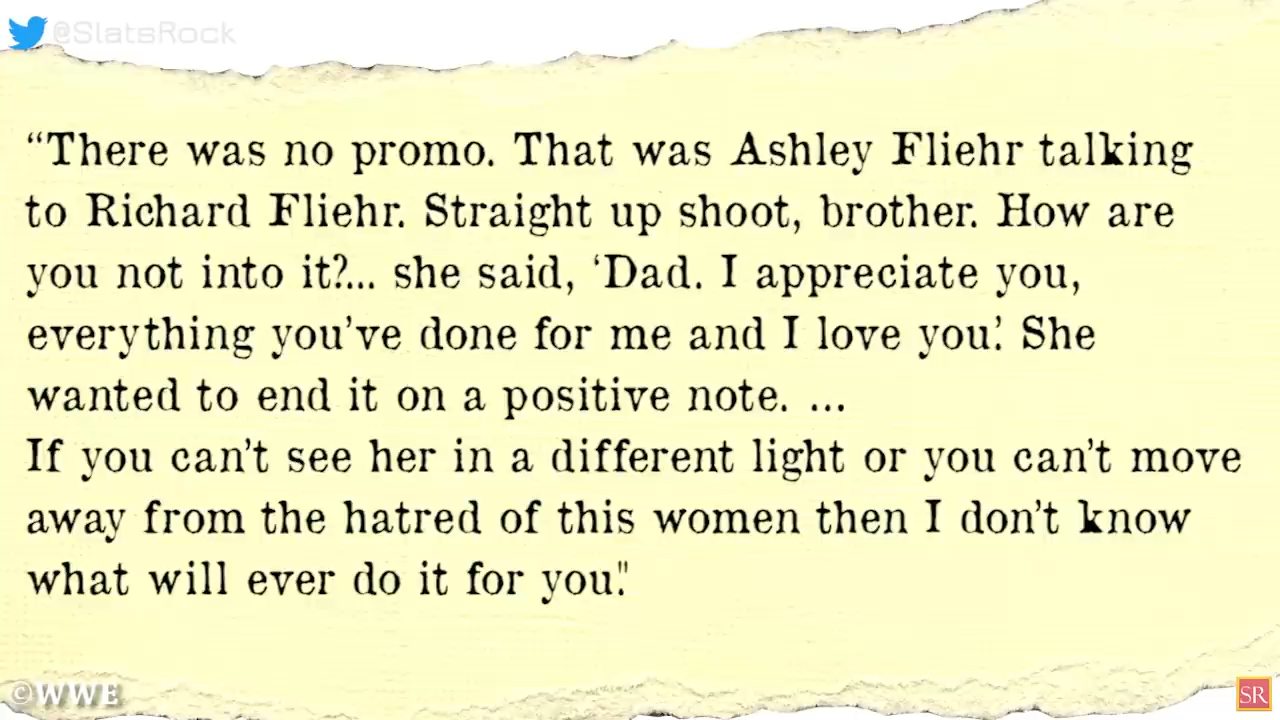 @SlatsRock
“There was no promo. That was Ashley Fliehr talking
to Richard Fliehr. Straight up shoot, brother. How are
you not into it?... she said, ‘Dad. I appreciate you,
everything you’ve done for me and I love you.’ She
wanted to end it on a positive note. ...
If you can’t see her in a different light or you can’t move
away from the hatred of this women then I don’t know
what will ever do it for you."
©WWE
SR